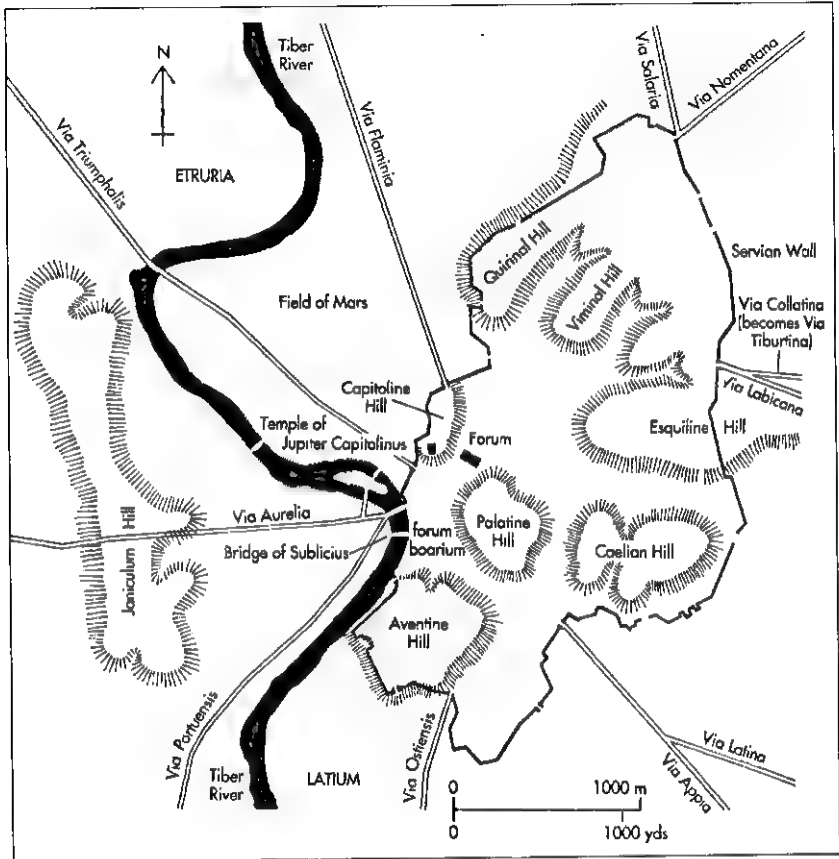 Tiber
River
N
Via Salaria
Via Nomentana
Via Flaminia
Via Triumphalis
ETRURIA
Quirinal Hill
Servian Wall
Viminal Hill
Field of Mars
Via Collatina
(becomes Via
Tiburtina)
Via Labicana
Capitoline
Hill
Temple of
Jupiter Capitolinus
Forum
Esquiline Hill
Via Aurelia
Janiculum Hill
Bridge of Sublicius
forum
boarium
Palatine
Hill
Caelian Hill
Aventine
Hill
Via Portuensis
Via Ostiensis
Via Latina
Via Appia
Tiber
River
LATIUM
0 1000 m
0 1000 yds